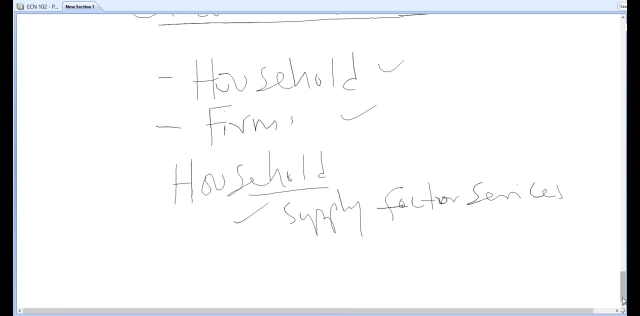 ECN 102 - P...
New Section 1
- Household ✓
- Firms ✓
Household
✓ Supply factor services